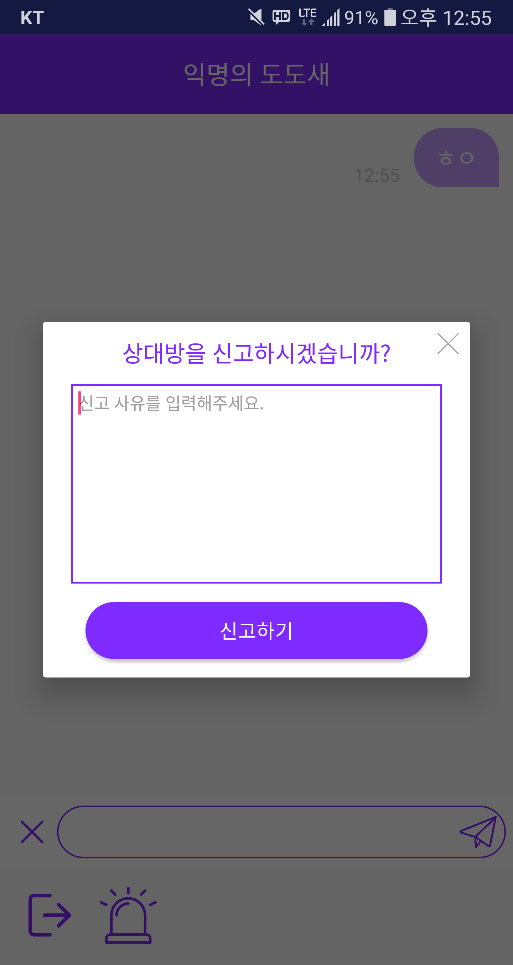 KT HD LTE 91% 오후 12:55
익명의 도도새
ㅎㅇ
12:55
상대방을 신고하시겠습니까?
신고 사유를 입력해주세요.
신고하기